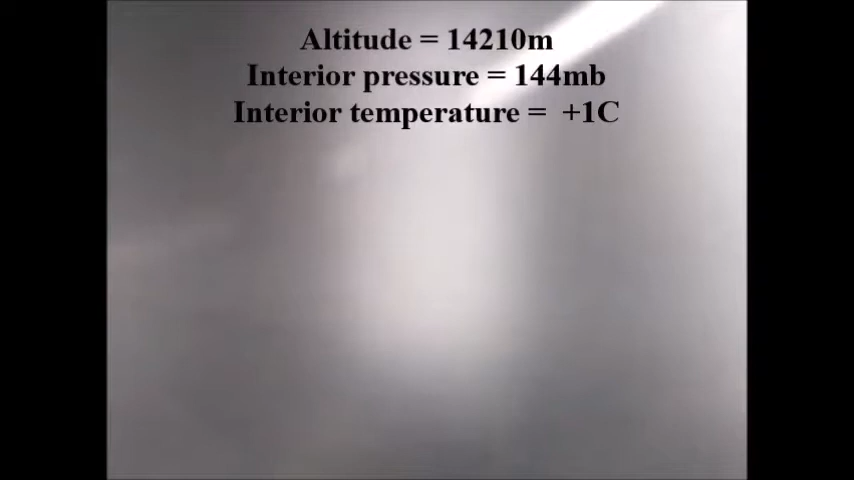 Altitude = 14210m
Interior pressure = 144mb
Interior temperature = +1C